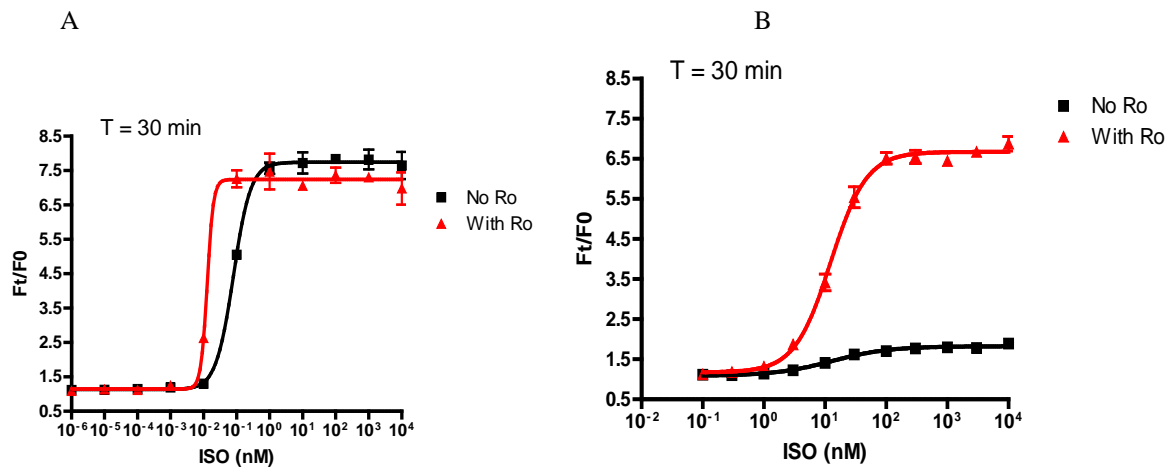 A
T = 30 min
8.5
7.5
6.5
5.5
4.5
3.5
2.5
1.5
0.5
Ft/F0
10⁻⁶ 10⁻⁵ 10⁻⁴ 10⁻³ 10⁻² 10⁻¹ 10⁰ 10¹ 10² 10³ 10⁴
ISO (nM)
No Ro
With Ro
B
T = 30 min
8.5
7.5
6.5
5.5
4.5
3.5
2.5
1.5
0.5
Ft/F0
10⁻² 10⁻¹ 10⁰ 10¹ 10² 10³ 10⁴
ISO (nM)
No Ro
With Ro